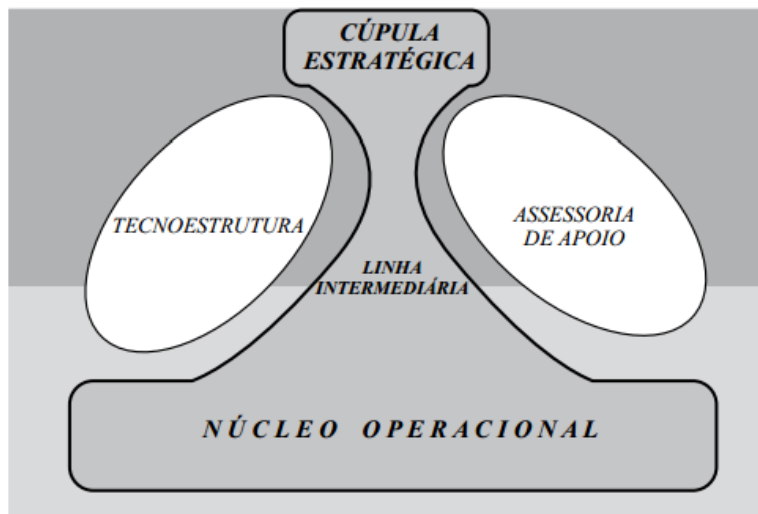 CÚPULA
ESTRATÉGICA
TECNOESTRUTURA
ASSESSORIA
DE APOIO
LINHA
INTERMEDIÁRIA
NÚCLEO OPERACIONAL